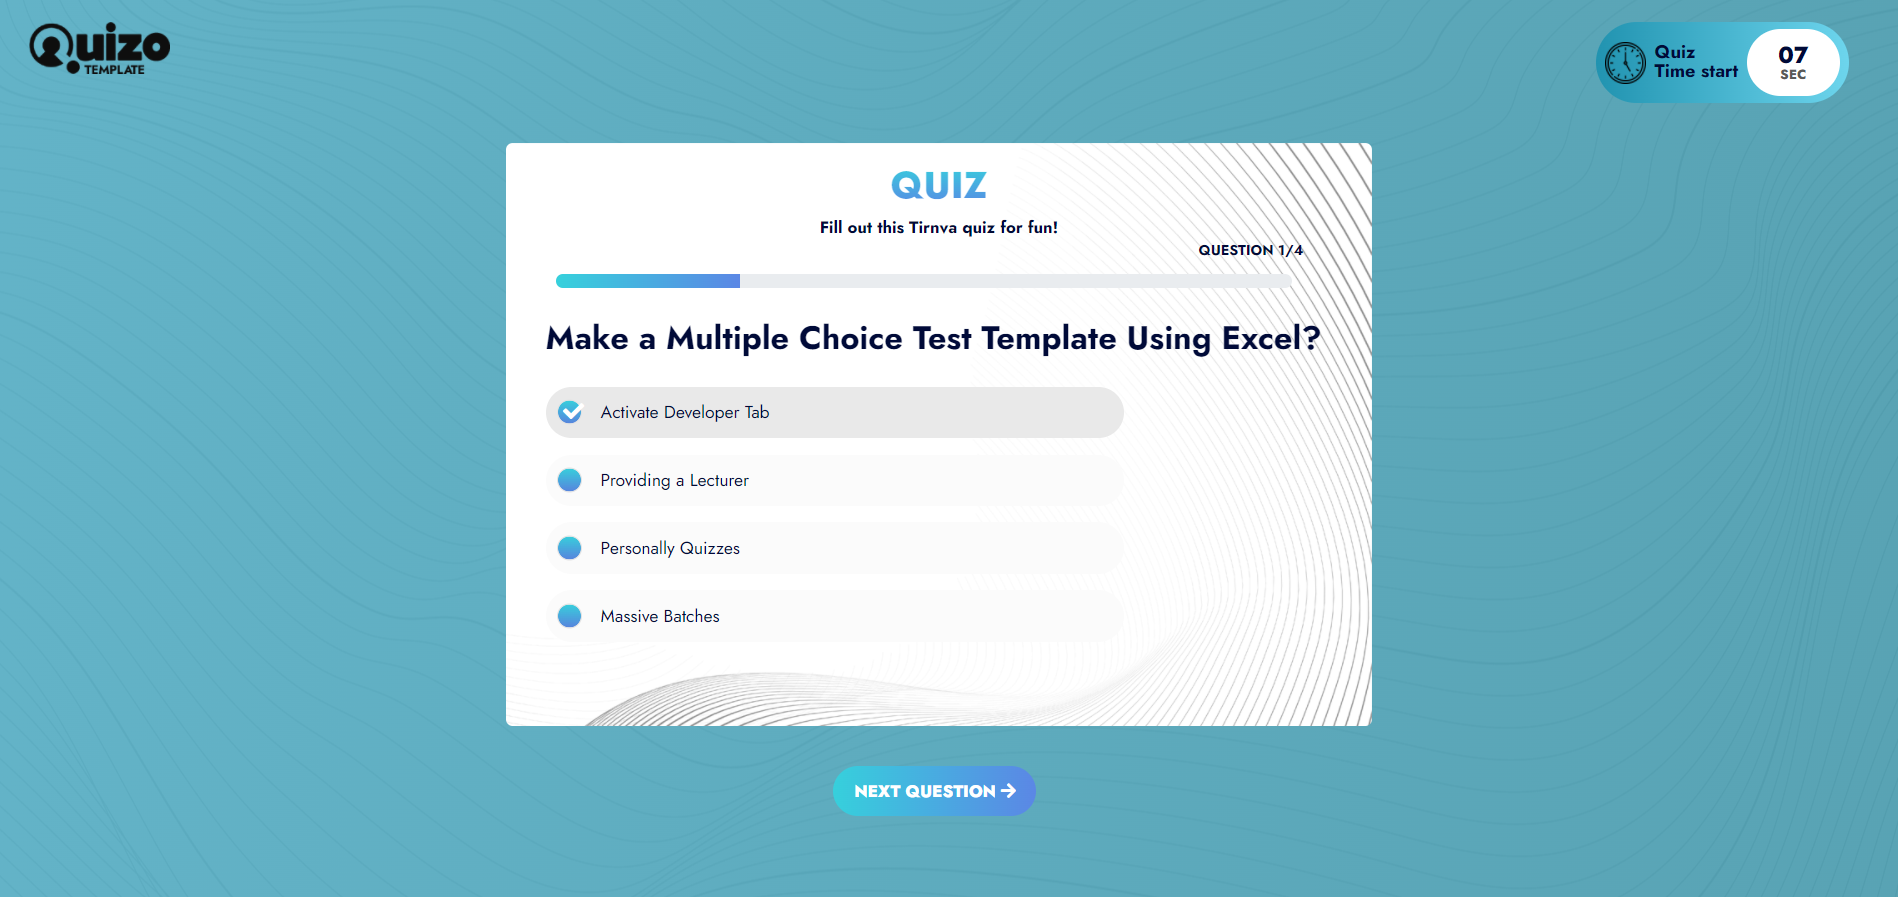 Quizo
TEMPLATE
Quiz
Time start
07
SEC
QUIZ
Fill out this Tirnva quiz for fun!
QUESTION 1/4
Make a Multiple Choice Test Template Using Excel?
Activate Developer Tab
Providing a Lecturer
Personally Quizzes
Massive Batches
NEXT QUESTION